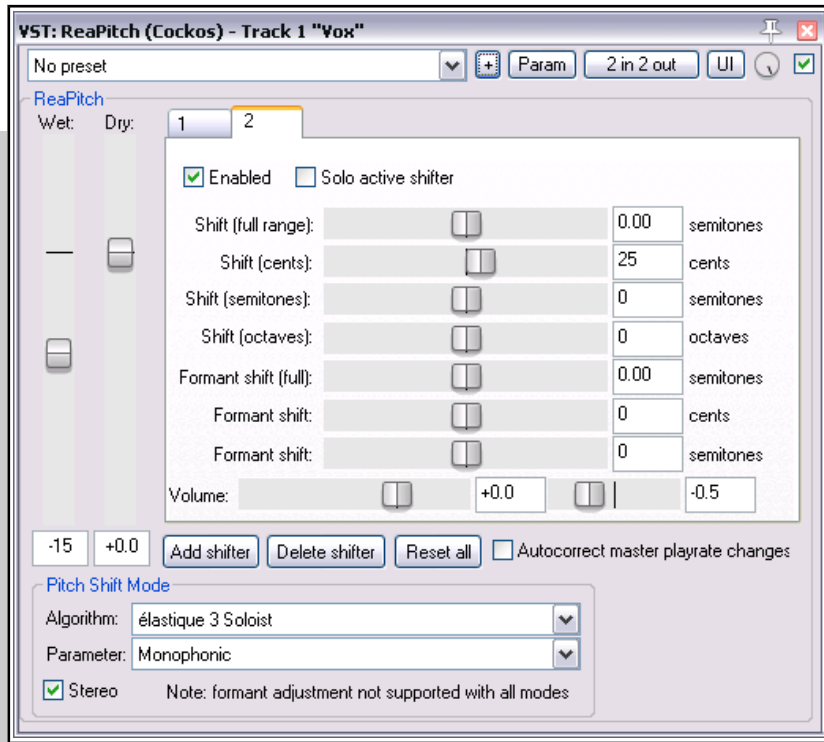 VST: ReaPitch (Cockos) - Track 1 "Vox"
No preset + Param 2 in 2 out UI
ReaPitch
Wet: Dry: 1 2
Enabled Solo active shifter
Shift (full range): 0.00 semitones
Shift (cents): 25 cents
Shift (semitones): 0 semitones
Shift (octaves): 0 octaves
Formant shift (full): 0.00 semitones
Formant shift: 0 cents
Formant shift: 0 semitones
Volume: +0.0 -0.5
-15 +0.0 Add shifter Delete shifter Reset all Autocorrect master playrate changes
Pitch Shift Mode
Algorithm: élastique 3 Soloist
Parameter: Monophonic
Stereo Note: formant adjustment not supported with all modes